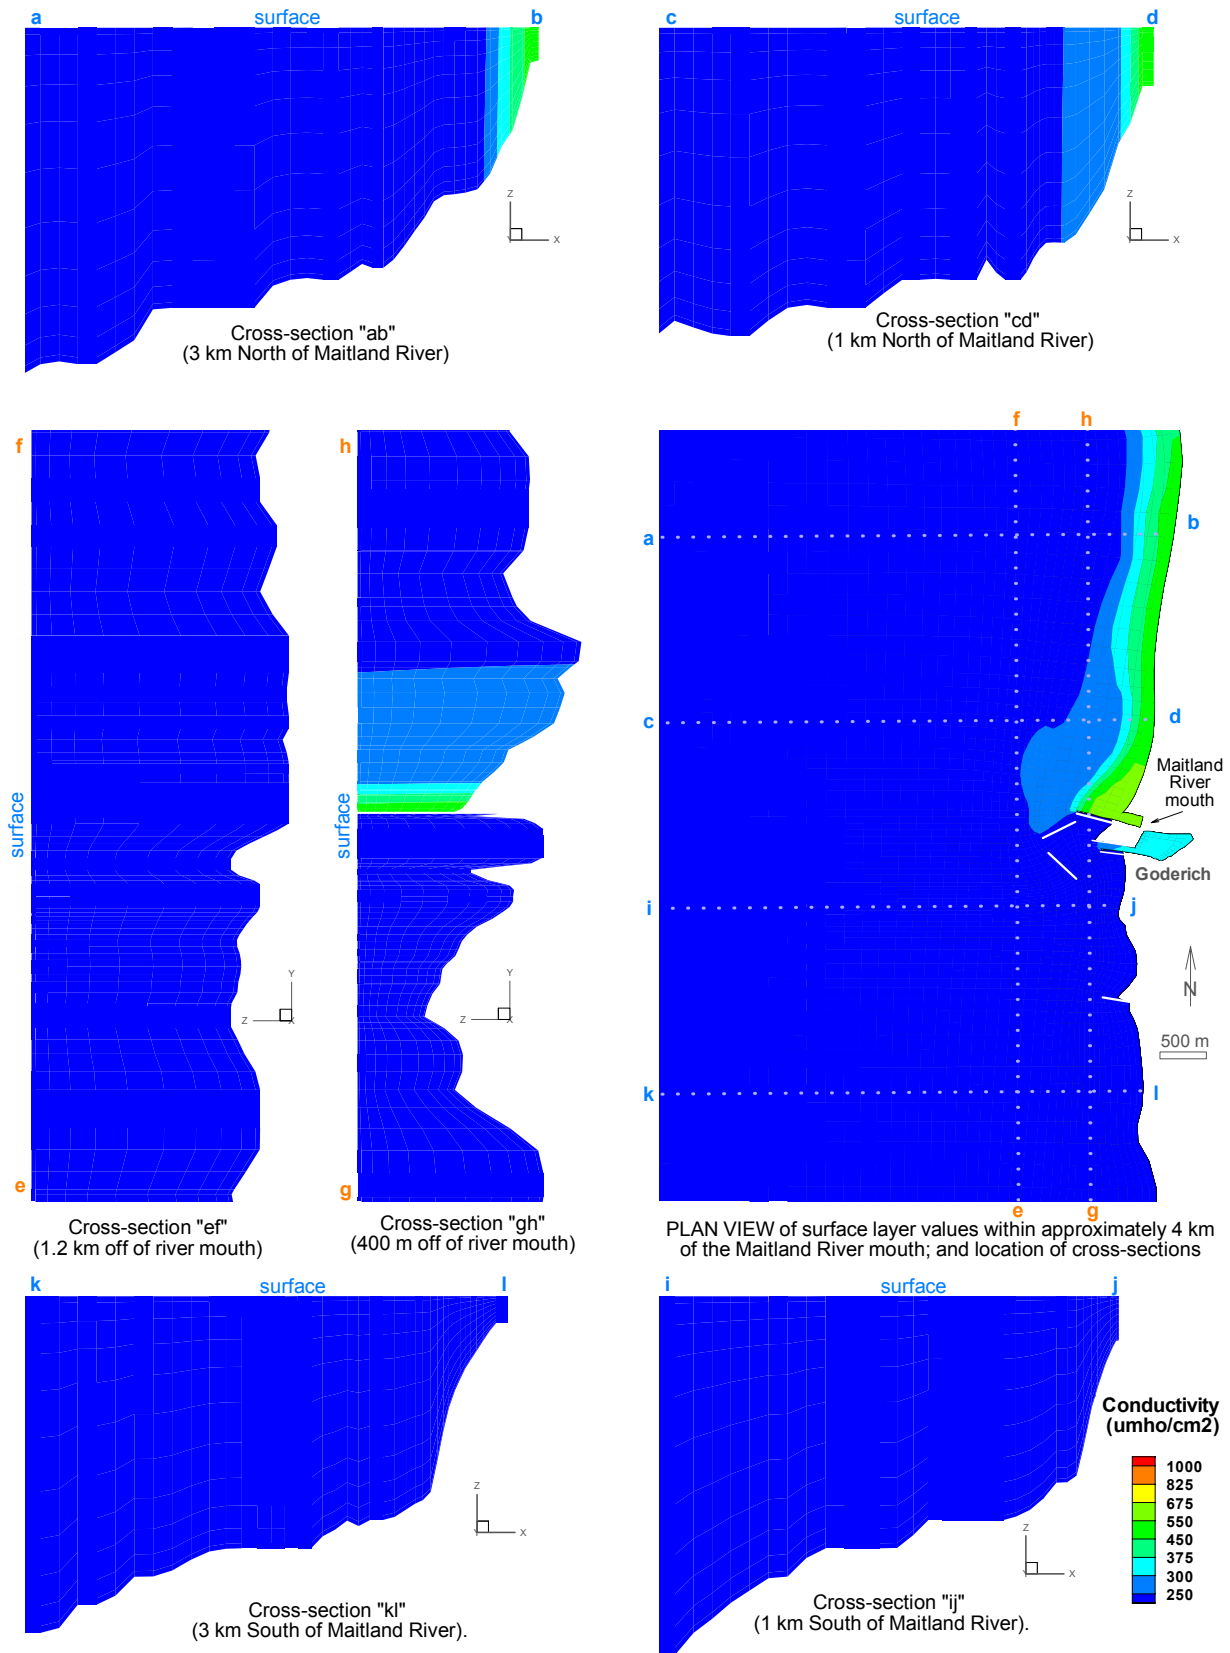 a
surface
b
c
surface
d
Z
Y
X
Z
Y
X
Cross-section "ab"
(3 km North of Maitland River)
Cross-section "cd"
(1 km North of Maitland River)
f
h
f
h
a
b
c
d
Maitland
River
mouth
surface
surface
Goderich
i
j
Y
Z
X
Y
Z
X
N
500 m
k
l
e
g
e
g
Cross-section "ef"
(1.2 km off of river mouth)
Cross-section "gh"
(400 m off of river mouth)
PLAN VIEW of surface layer values within approximately 4 km
of the Maitland River mouth; and location of cross-sections
k
surface
l
i
surface
j
Conductivity
(umho/cm2)
1000
825
675
550
450
375
300
250
Z
Y
X
Z
Y
X
Cross-section "kl"
(3 km South of Maitland River).
Cross-section "ij"
(1 km South of Maitland River).